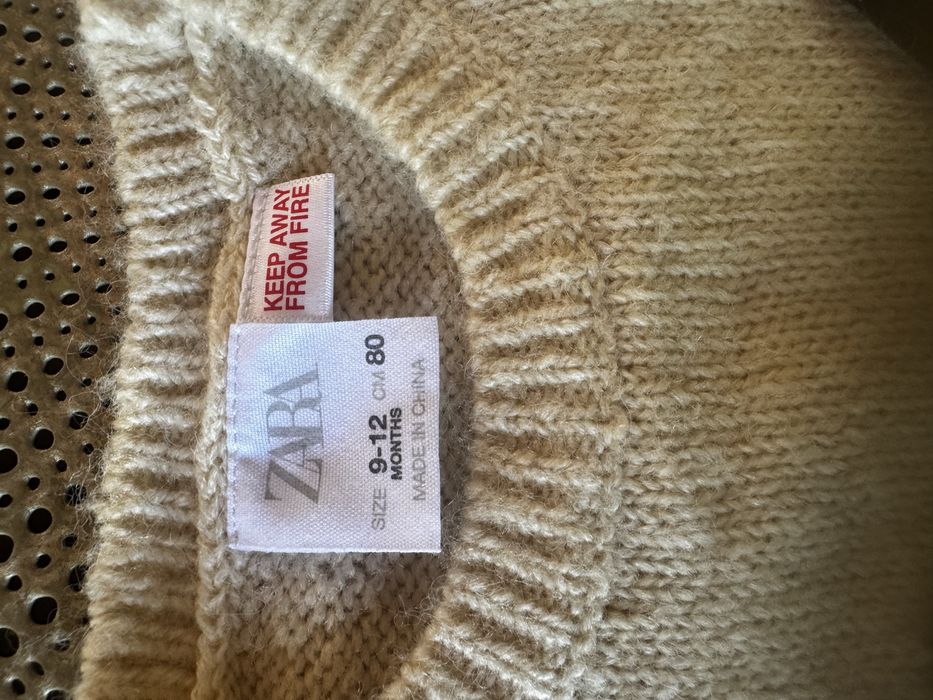 KEEP AWAY
FROM FIRE
ZARA
SIZE 9-12 CM 80
MONTHS
MADE IN CHINA